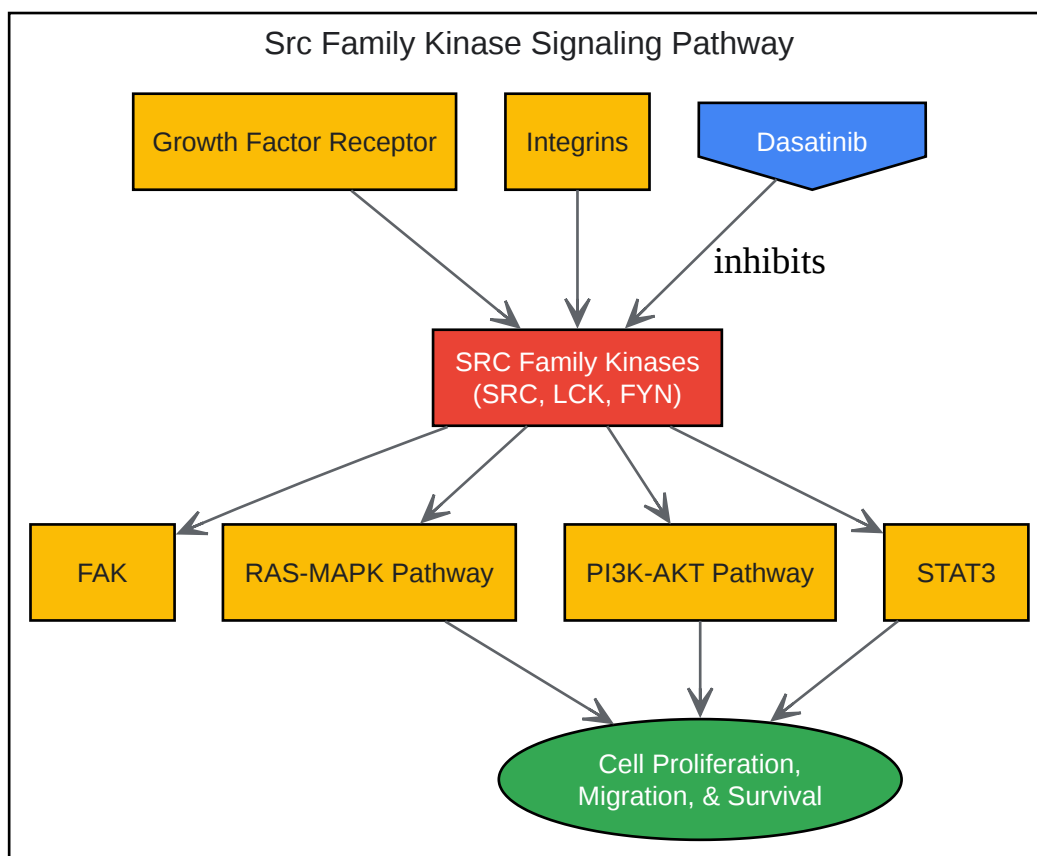 Src Family Kinase Signaling Pathway
Growth Factor Receptor
Integrins
Dasatinib
inhibits
SRC Family Kinases
(SRC, LCK, FYN)
FAK
RAS-MAPK Pathway
PI3K-AKT Pathway
STAT3
Cell Proliferation,
Migration, & Survival